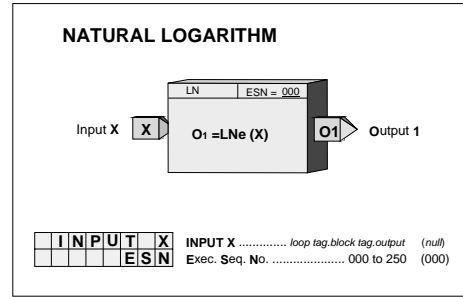 NATURAL LOGARITHM
LN ESN = 000
Input X X O1 =LNe (X) O1 Output 1
INPUT X INPUT X .............. loop tag.block tag.output (null)
ESN Exec. Seq. No. ...................... 000 to 250 (000)